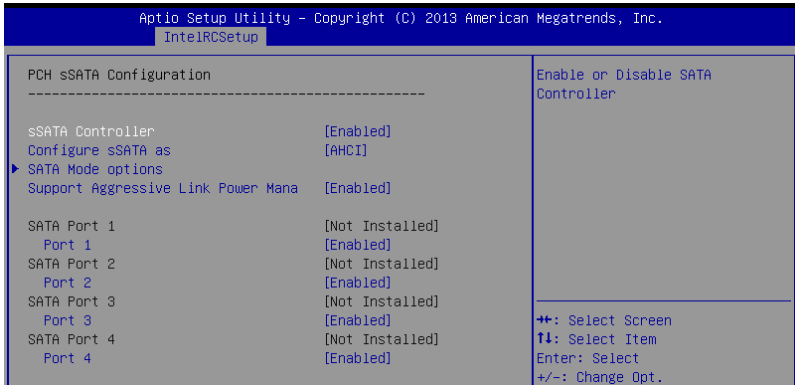 Aptio Setup Utility – Copyright (C) 2013 American Megatrends, Inc.
IntelRCSetup
PCH sSATA Configuration
--------------------------------------------------
sSATA Controller [Enabled]
Configure sSATA as [AHCI]
► SATA Mode options
Support Aggressive Link Power Mana [Enabled]
SATA Port 1 [Not Installed]
Port 1 [Enabled]
SATA Port 2 [Not Installed]
Port 2 [Enabled]
SATA Port 3 [Not Installed]
Port 3 [Enabled]
SATA Port 4 [Not Installed]
Port 4 [Enabled]
Enable or Disable SATA
Controller
→←: Select Screen
↑↓: Select Item
Enter: Select
+/-: Change Opt.